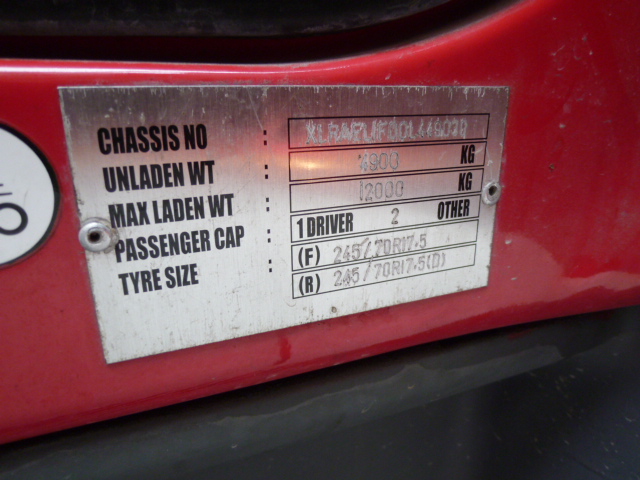 CHASSIS NO :
UNLADEN WT : KG
MAX LADEN WT : 12000 KG
PASSENGER CAP : 1 DRIVER 2 OTHER
TYRE SIZE : (F) 245/70R17.5
(R) 245/70R17.5(D)